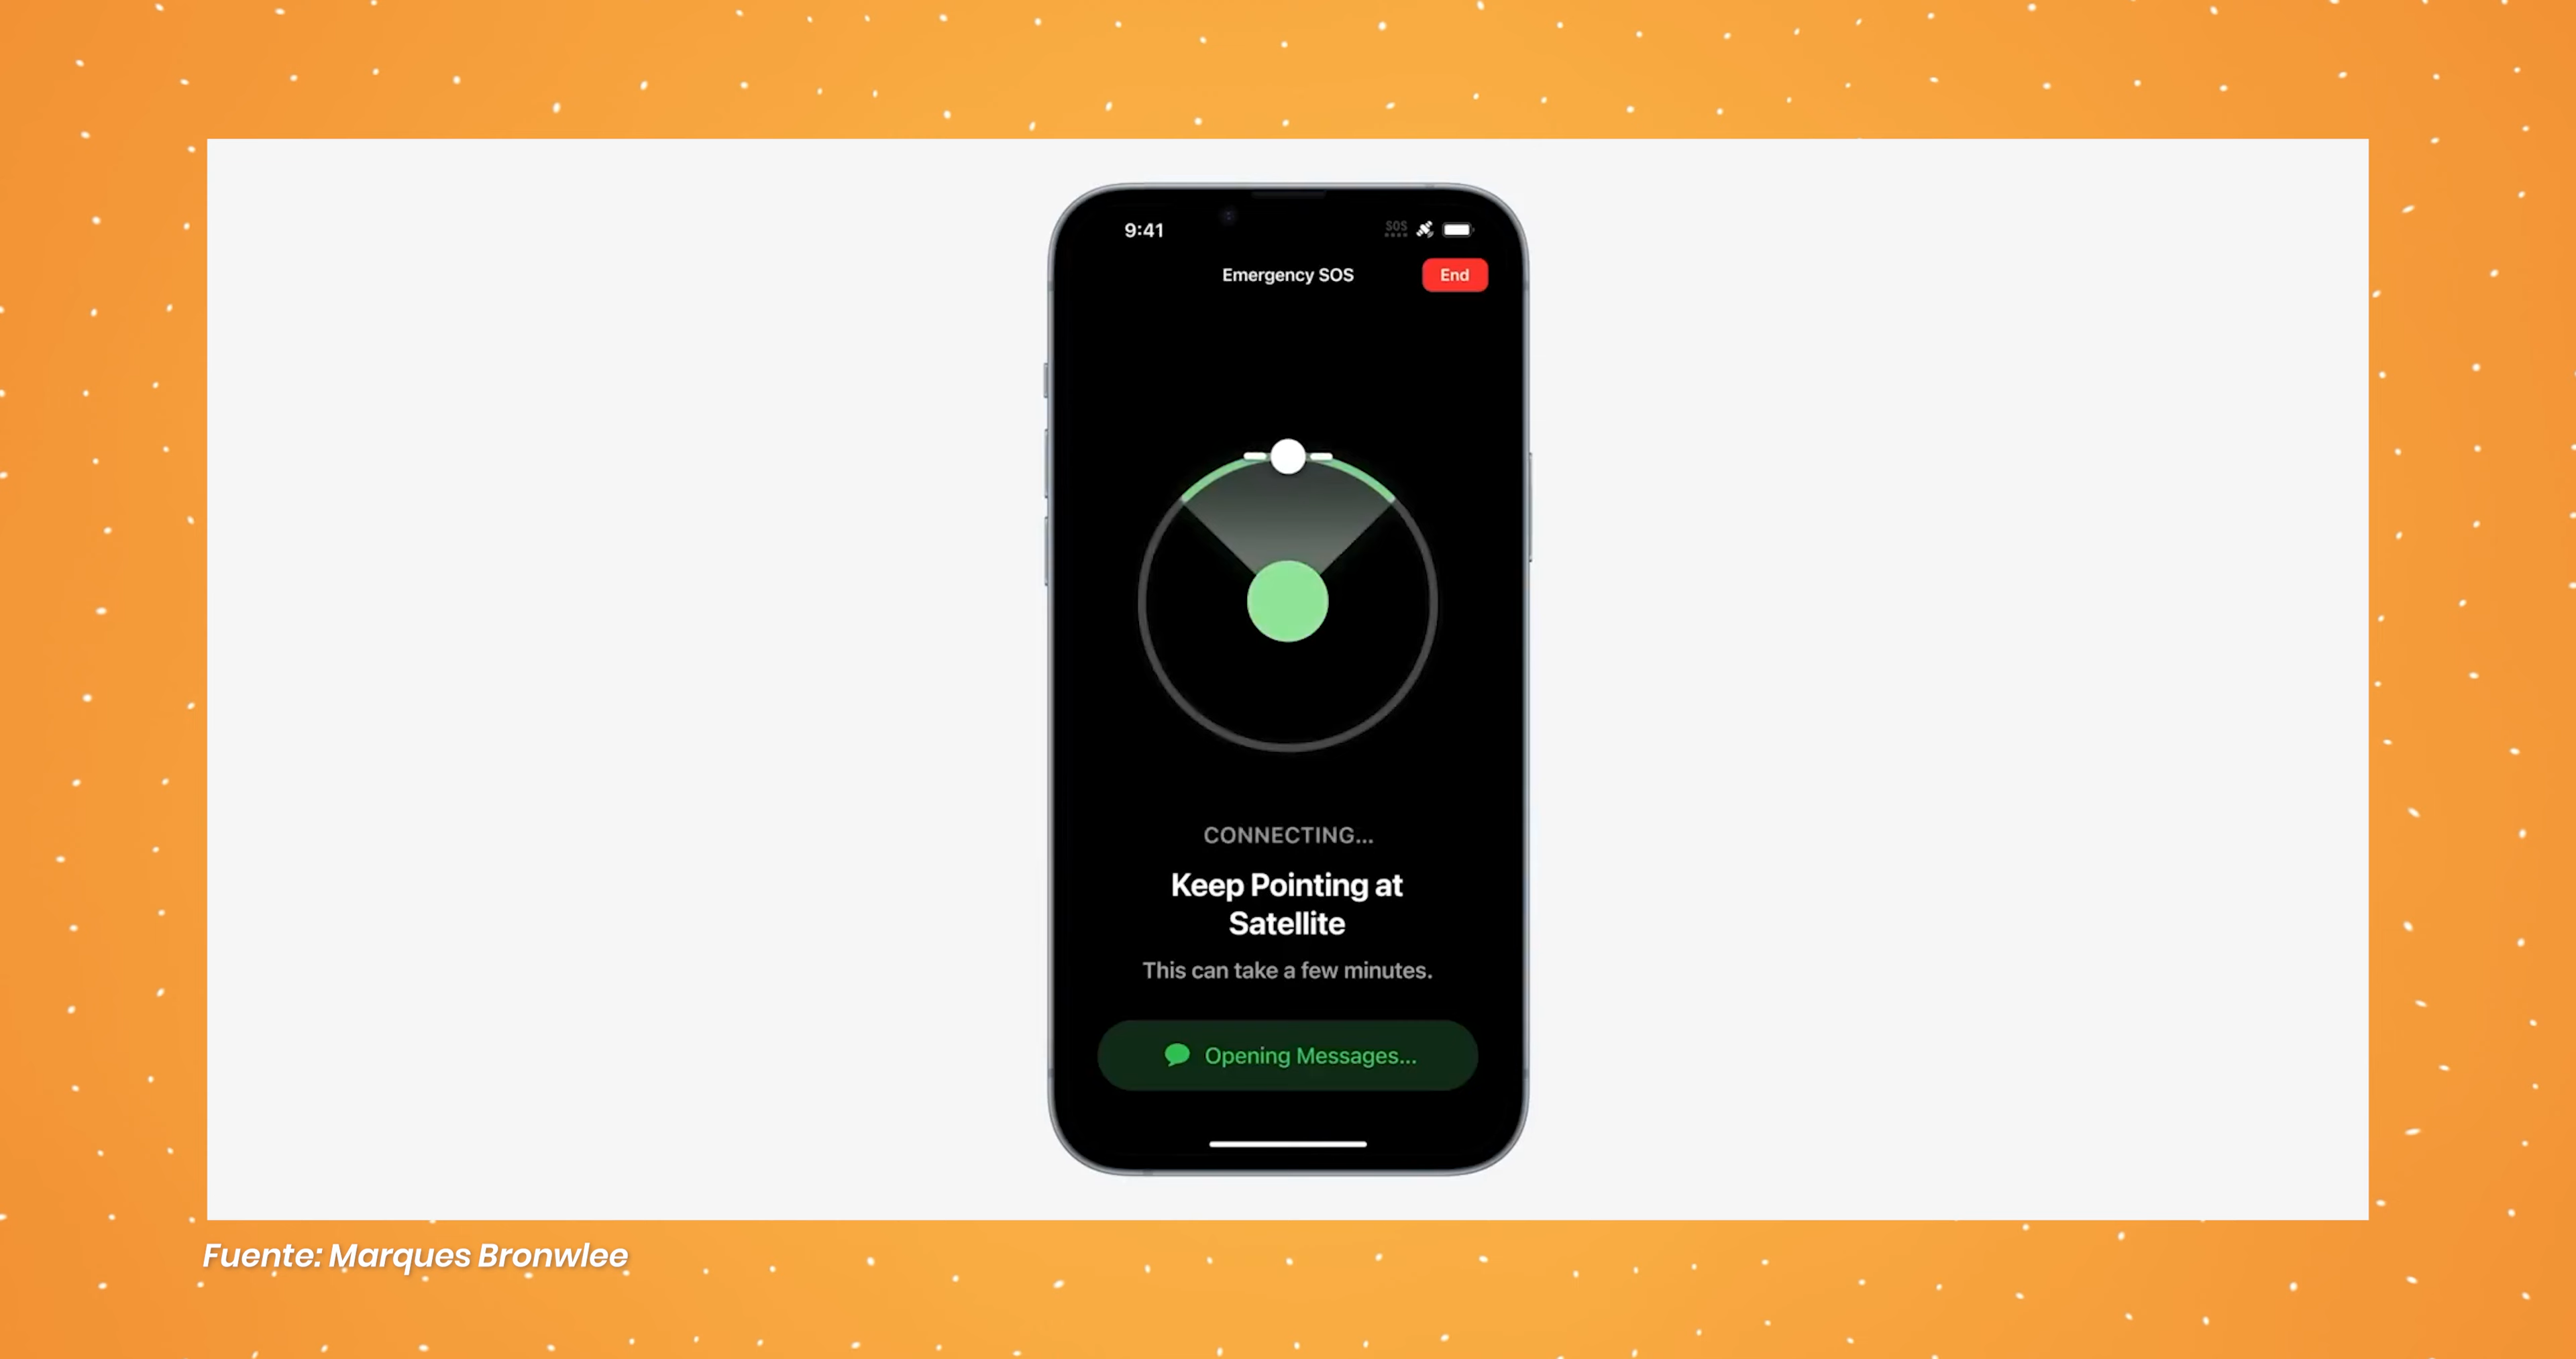 9:41
SOS
Emergency SOS
End
CONNECTING...
Keep Pointing at
Satellite
This can take a few minutes.
Opening Messages...
Fuente: Marques Bronwlee